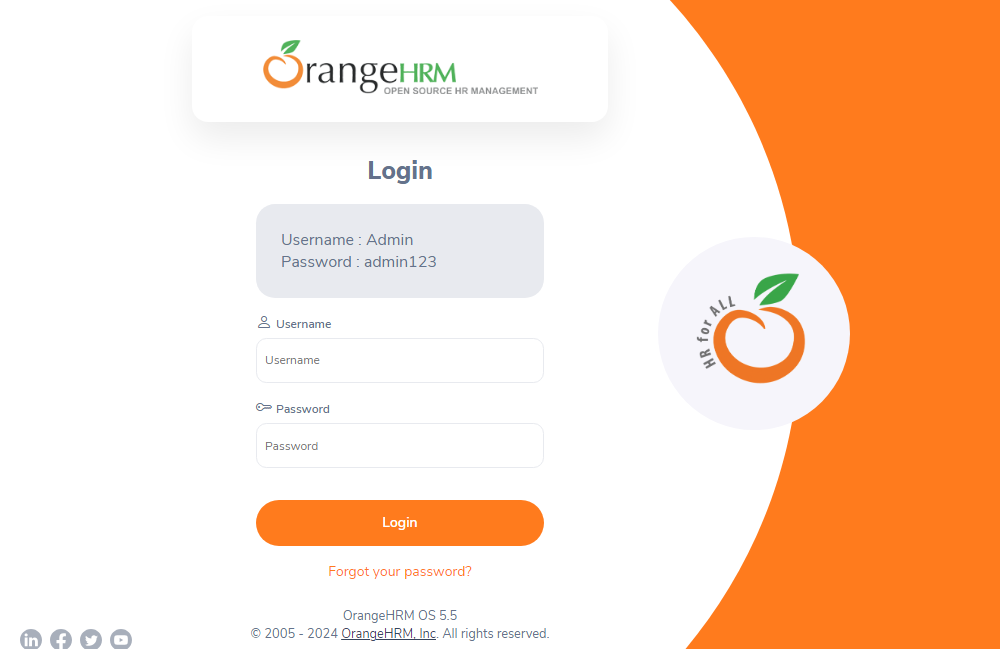 OrangeHRM
OPEN SOURCE HR MANAGEMENT
Login
Username : Admin
Password : admin123
Username
Username
Password
Password
Login
Forgot your password?
OrangeHRM OS 5.5
© 2005 - 2024 OrangeHRM, Inc. All rights reserved.
HR for ALL